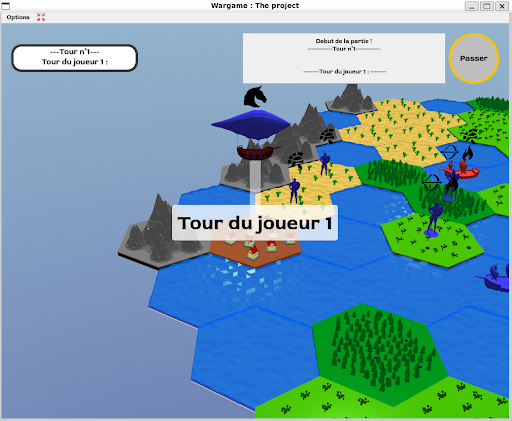 Wargame : The project
Options
---Tour n°1---
Tour du joueur 1 :
Début de la partie !
---------------Tour n°1--------------
--------Tour du joueur 1 : --------
Passer
Tour du joueur 1